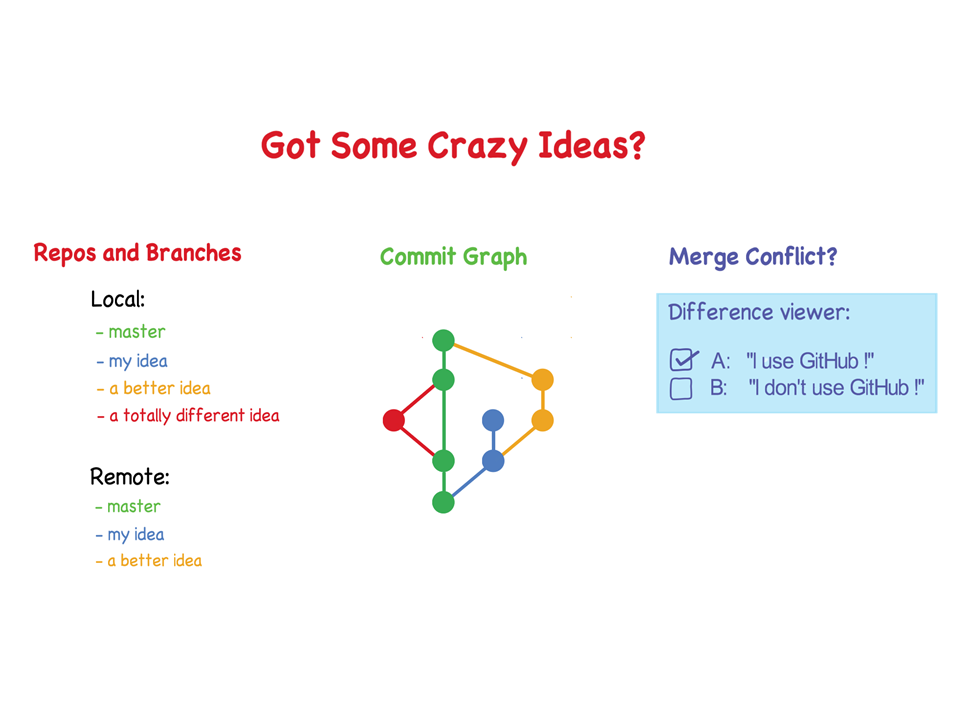 Got Some Crazy Ideas?
Repos and Branches
Local:
- master
- my idea
- a better idea
- a totally different idea
Remote:
- master
- my idea
- a better idea
Commit Graph
Merge Conflict?
Difference viewer:
A: "I use GitHub !"
B: "I don't use GitHub !"